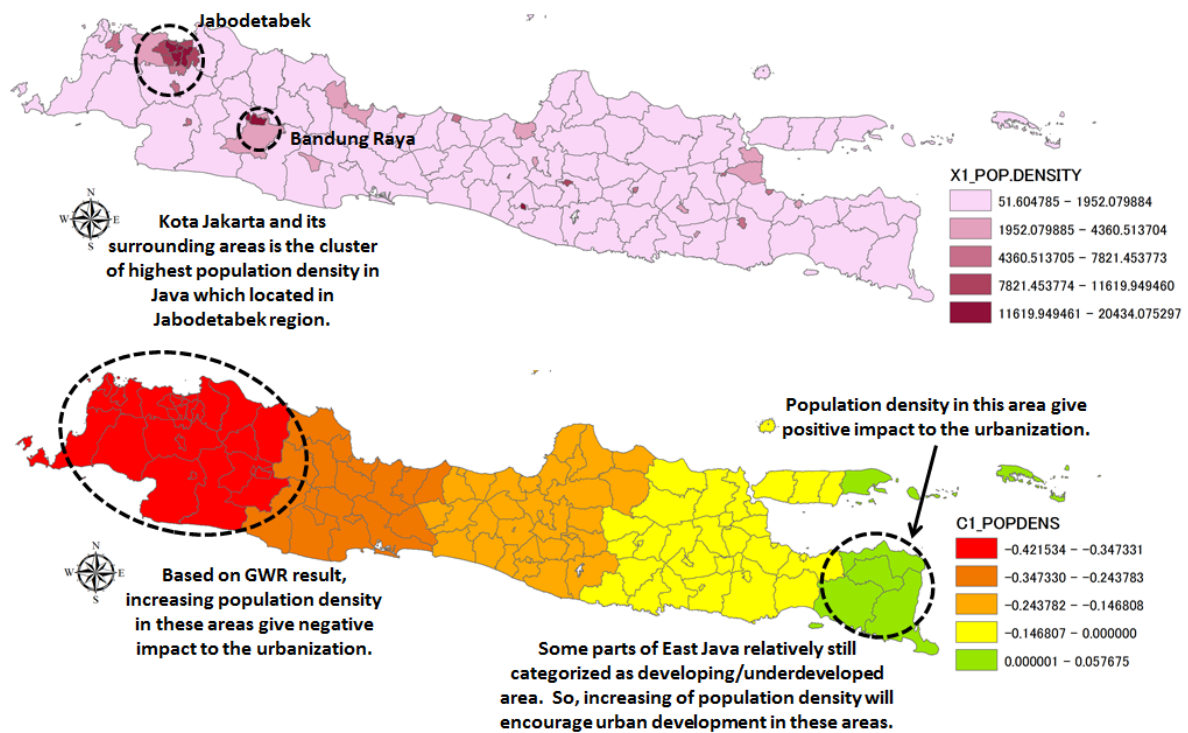 Jabodetabek
Bandung Raya
N
W E
S
Kota Jakarta and its
surrounding areas is the cluster
of highest population density in
Java which located in
Jabodetabek region.
X1_POP.DENSITY
51.604785 – 1952.079884
1952.079885 – 4360.513704
4360.513705 – 7821.453773
7821.453774 – 11619.949460
11619.949461 – 20434.075297
Population density in this area give
positive impact to the urbanization.
N
W E
S
Based on GWR result,
increasing population density
in these areas give negative
impact to the urbanization.
C1_POPDENS
-0.421534 – -0.347331
-0.347330 – -0.243783
-0.243782 – -0.146808
-0.146807 – 0.000000
0.000001 – 0.057675
Some parts of East Java relatively still
categorized as developing/underdeveloped
area. So, increasing of population density will
encourage urban development in these areas.